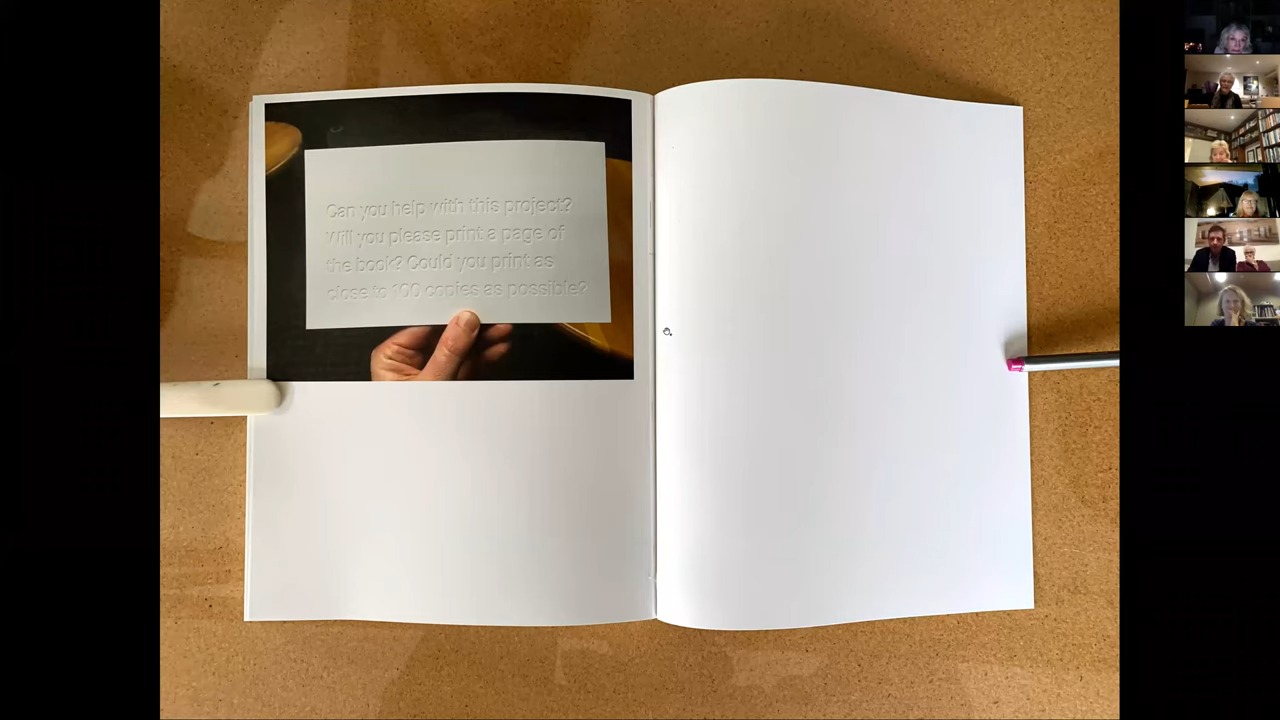 Can you help with this project?
Will you please print a page of
the book? Could you print as
close to 100 copies as possible?